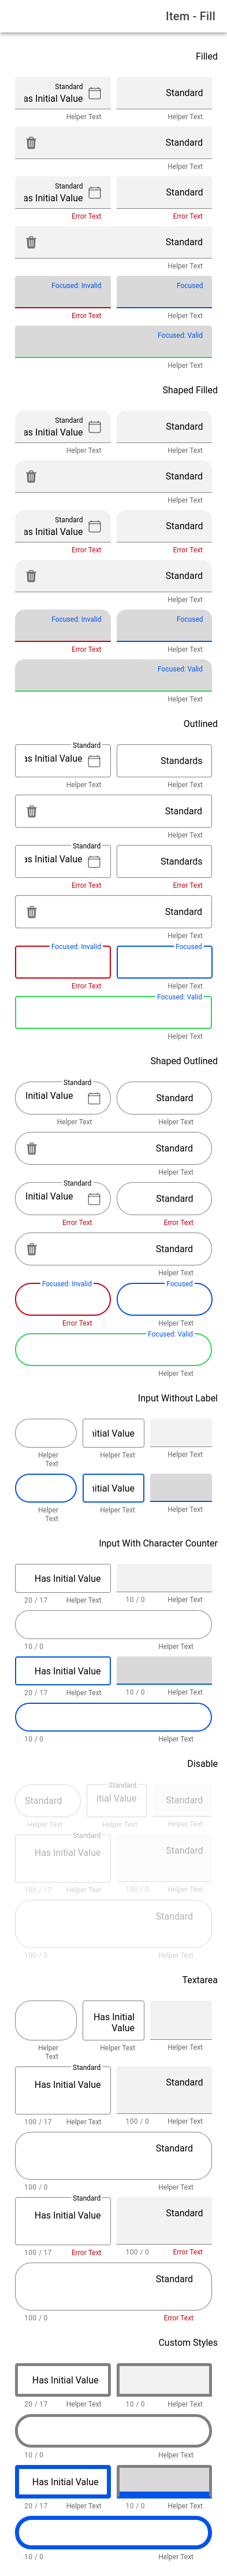 Item - Fill
Filled
Standard
as Initial Value
Standard
Helper Text
Helper Text
Standard
Helper Text
Standard
as Initial Value
Standard
Error Text
Error Text
Standard
Helper Text
Focused: Invalid
Focused
Error Text
Helper Text
Focused: Valid
Helper Text
Shaped Filled
Standard
as Initial Value
Standard
Helper Text
Helper Text
Standard
Helper Text
Standard
as Initial Value
Standard
Error Text
Error Text
Standard
Helper Text
Focused: Invalid
Focused
Error Text
Helper Text
Focused: Valid
Helper Text
Outlined
Standard
as Initial Value
Standards
Helper Text
Helper Text
Standard
Helper Text
Standard
as Initial Value
Standards
Error Text
Error Text
Standard
Helper Text
Focused: Invalid
Focused
Error Text
Helper Text
Focused: Valid
Helper Text
Shaped Outlined
Standard
Initial Value
Standard
Helper Text
Helper Text
Standard
Helper Text
Standard
Initial Value
Standard
Error Text
Error Text
Standard
Helper Text
Focused: Invalid
Focused
Error Text
Helper Text
Focused: Valid
Helper Text
Input Without Label
nitial Value
Helper
Text
Helper Text
Helper Text
nitial Value
Helper
Text
Helper Text
Helper Text
Input With Character Counter
Has Initial Value
20 / 17
Helper Text
10 / 0
Helper Text
10 / 0
Helper Text
Has Initial Value
20 / 17
Helper Text
10 / 0
Helper Text
10 / 0
Helper Text
Disable
Standard
Standard
itial Value
Standard
Helper Text
Helper Text
Helper Text
Standard
Has Initial Value
Standard
100 / 17
Helper Text
100 / 0
Helper Text
Standard
100 / 0
Helper Text
Textarea
Has Initial
Value
Helper
Text
Helper Text
Helper Text
Standard
Has Initial Value
Standard
100 / 17
Helper Text
100 / 0
Helper Text
Standard
100 / 0
Helper Text
Standard
Has Initial Value
Standard
100 / 17
Error Text
100 / 0
Error Text
Standard
100 / 0
Error Text
Custom Styles
Has Initial Value
20 / 17
Helper Text
10 / 0
Helper Text
10 / 0
Helper Text
Has Initial Value
20 / 17
Helper Text
10 / 0
Helper Text
10 / 0
Helper Text